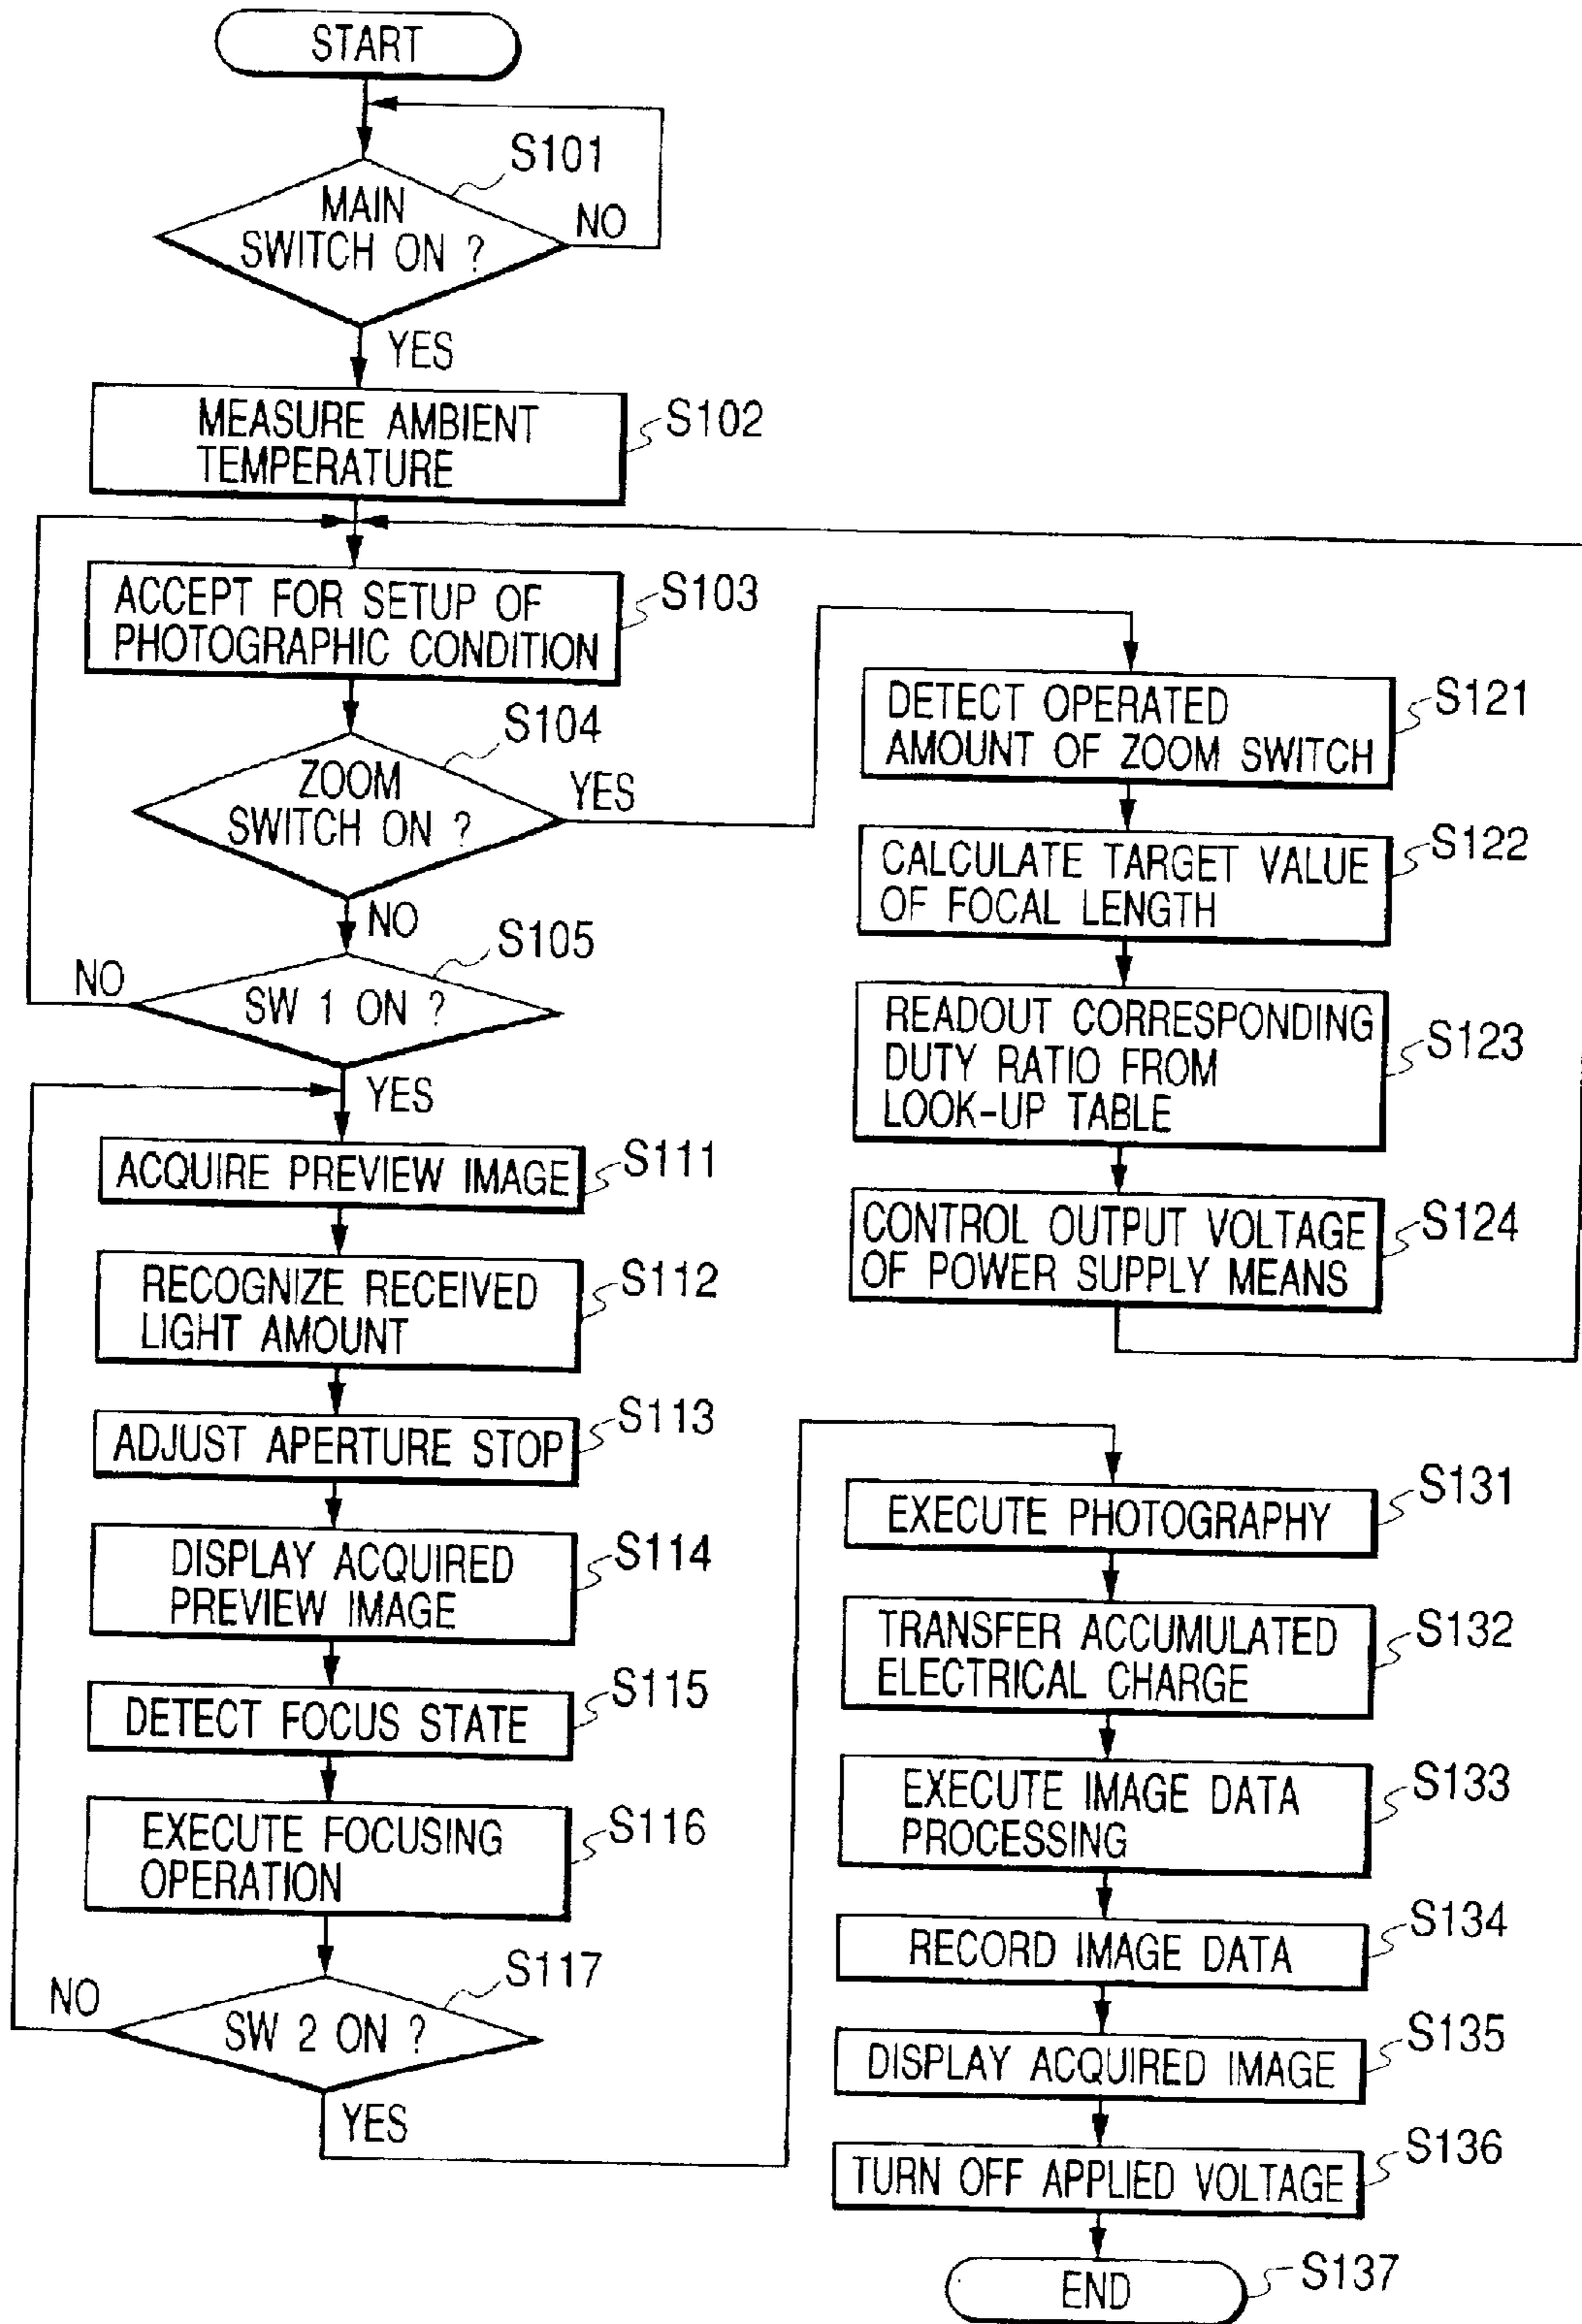 START
S101
MAIN
SWITCH ON ?
NO
YES
MEASURE AMBIENT
TEMPERATURE
S102
ACCEPT FOR SETUP OF
PHOTOGRAPHIC CONDITION
S103
S104
ZOOM
SWITCH ON ?
YES
NO
S105
NO
SW 1 ON ?
YES
ACQUIRE PREVIEW IMAGE
S111
RECOGNIZE RECEIVED
LIGHT AMOUNT
S112
ADJUST APERTURE STOP
S113
DISPLAY ACQUIRED
PREVIEW IMAGE
S114
DETECT FOCUS STATE
S115
EXECUTE FOCUSING
OPERATION
S116
S117
NO
SW 2 ON ?
YES
DETECT OPERATED
AMOUNT OF ZOOM SWITCH
S121
CALCULATE TARGET VALUE
OF FOCAL LENGTH
S122
READOUT CORRESPONDING
DUTY RATIO FROM
LOOK-UP TABLE
S123
CONTROL OUTPUT VOLTAGE
OF POWER SUPPLY MEANS
S124
EXECUTE PHOTOGRAPHY
S131
TRANSFER ACCUMULATED
ELECTRICAL CHARGE
S132
EXECUTE IMAGE DATA
PROCESSING
S133
RECORD IMAGE DATA
S134
DISPLAY ACQUIRED IMAGE
S135
TURN OFF APPLIED VOLTAGE
S136
END
S137